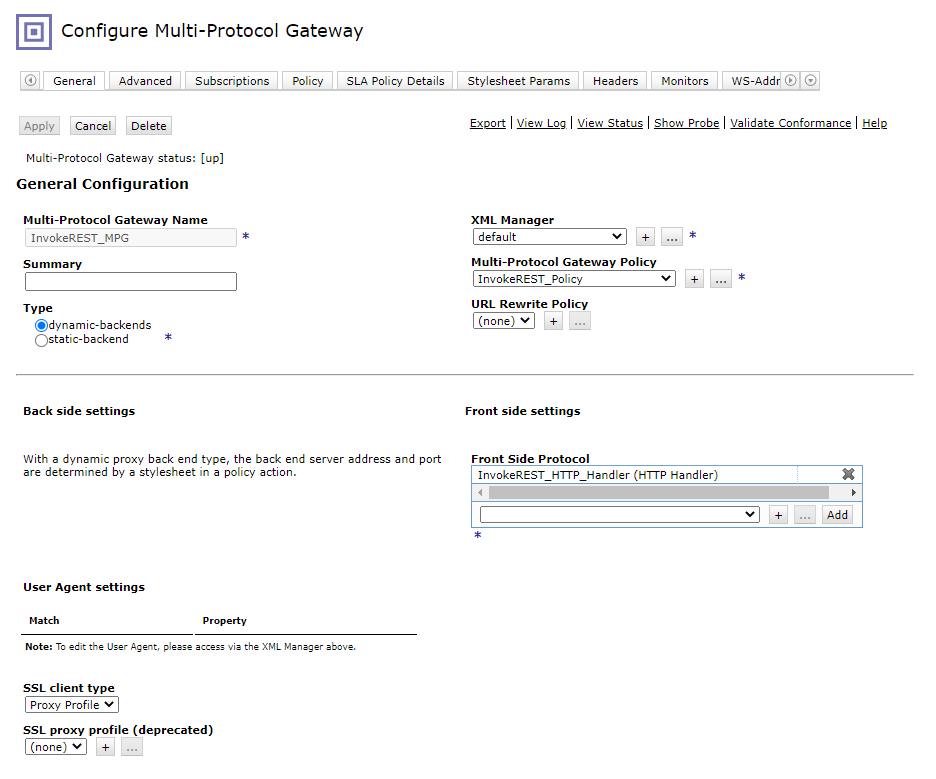 Configure Multi-Protocol Gateway
General Advanced Subscriptions Policy SLA Policy Details Stylesheet Params Headers Monitors WS-Addr
Apply Cancel Delete Export View Log View Status Show Probe Validate Conformance Help
Multi-Protocol Gateway status: [up]
General Configuration
Multi-Protocol Gateway Name
InvokeREST_MPG *
Summary
Type
dynamic-backends
static-backend *
XML Manager
default + ... *
Multi-Protocol Gateway Policy
InvokeREST_Policy + ... *
URL Rewrite Policy
(none) + ...
Back side settings
With a dynamic proxy back end type, the back end server address and port
are determined by a stylesheet in a policy action.
Front side settings
Front Side Protocol
InvokeREST_HTTP_Handler (HTTP Handler)
+ ... Add
*
User Agent settings
Match Property
Note: To edit the User Agent, please access via the XML Manager above.
SSL client type
Proxy Profile
SSL proxy profile (deprecated)
(none) + ...